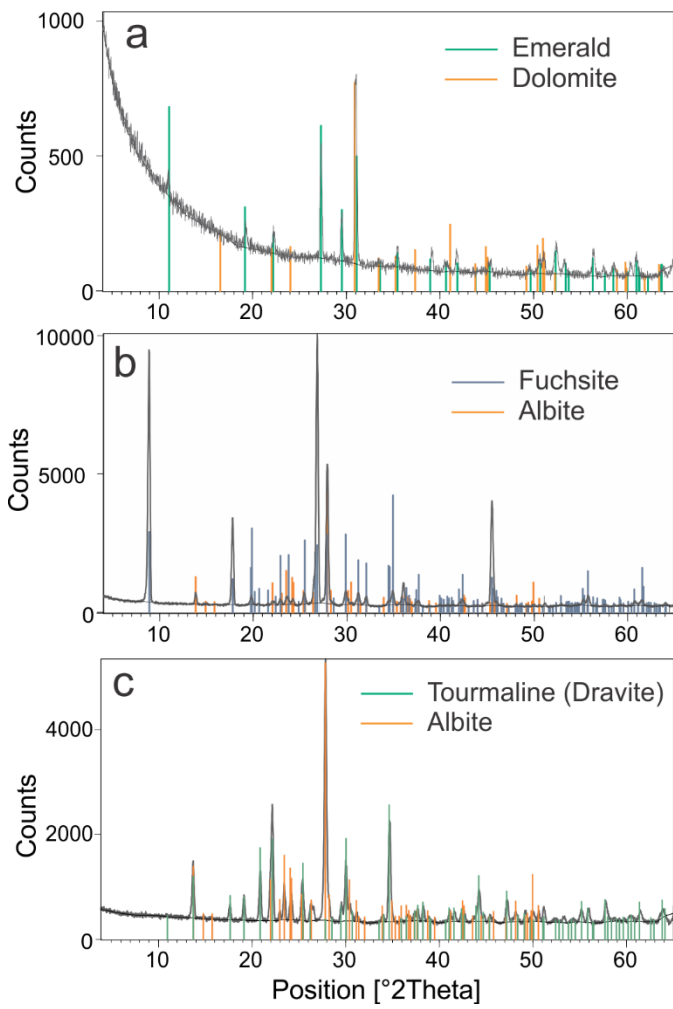 a
Emerald
Dolomite
Counts
1000
500
0
10 20 30 40 50 60
b
Fuchsite
Albite
Counts
10000
5000
0
10 20 30 40 50 60
c
Tourmaline (Dravite)
Albite
Counts
4000
2000
0
10 20 30 40 50 60
Position [°2Theta]